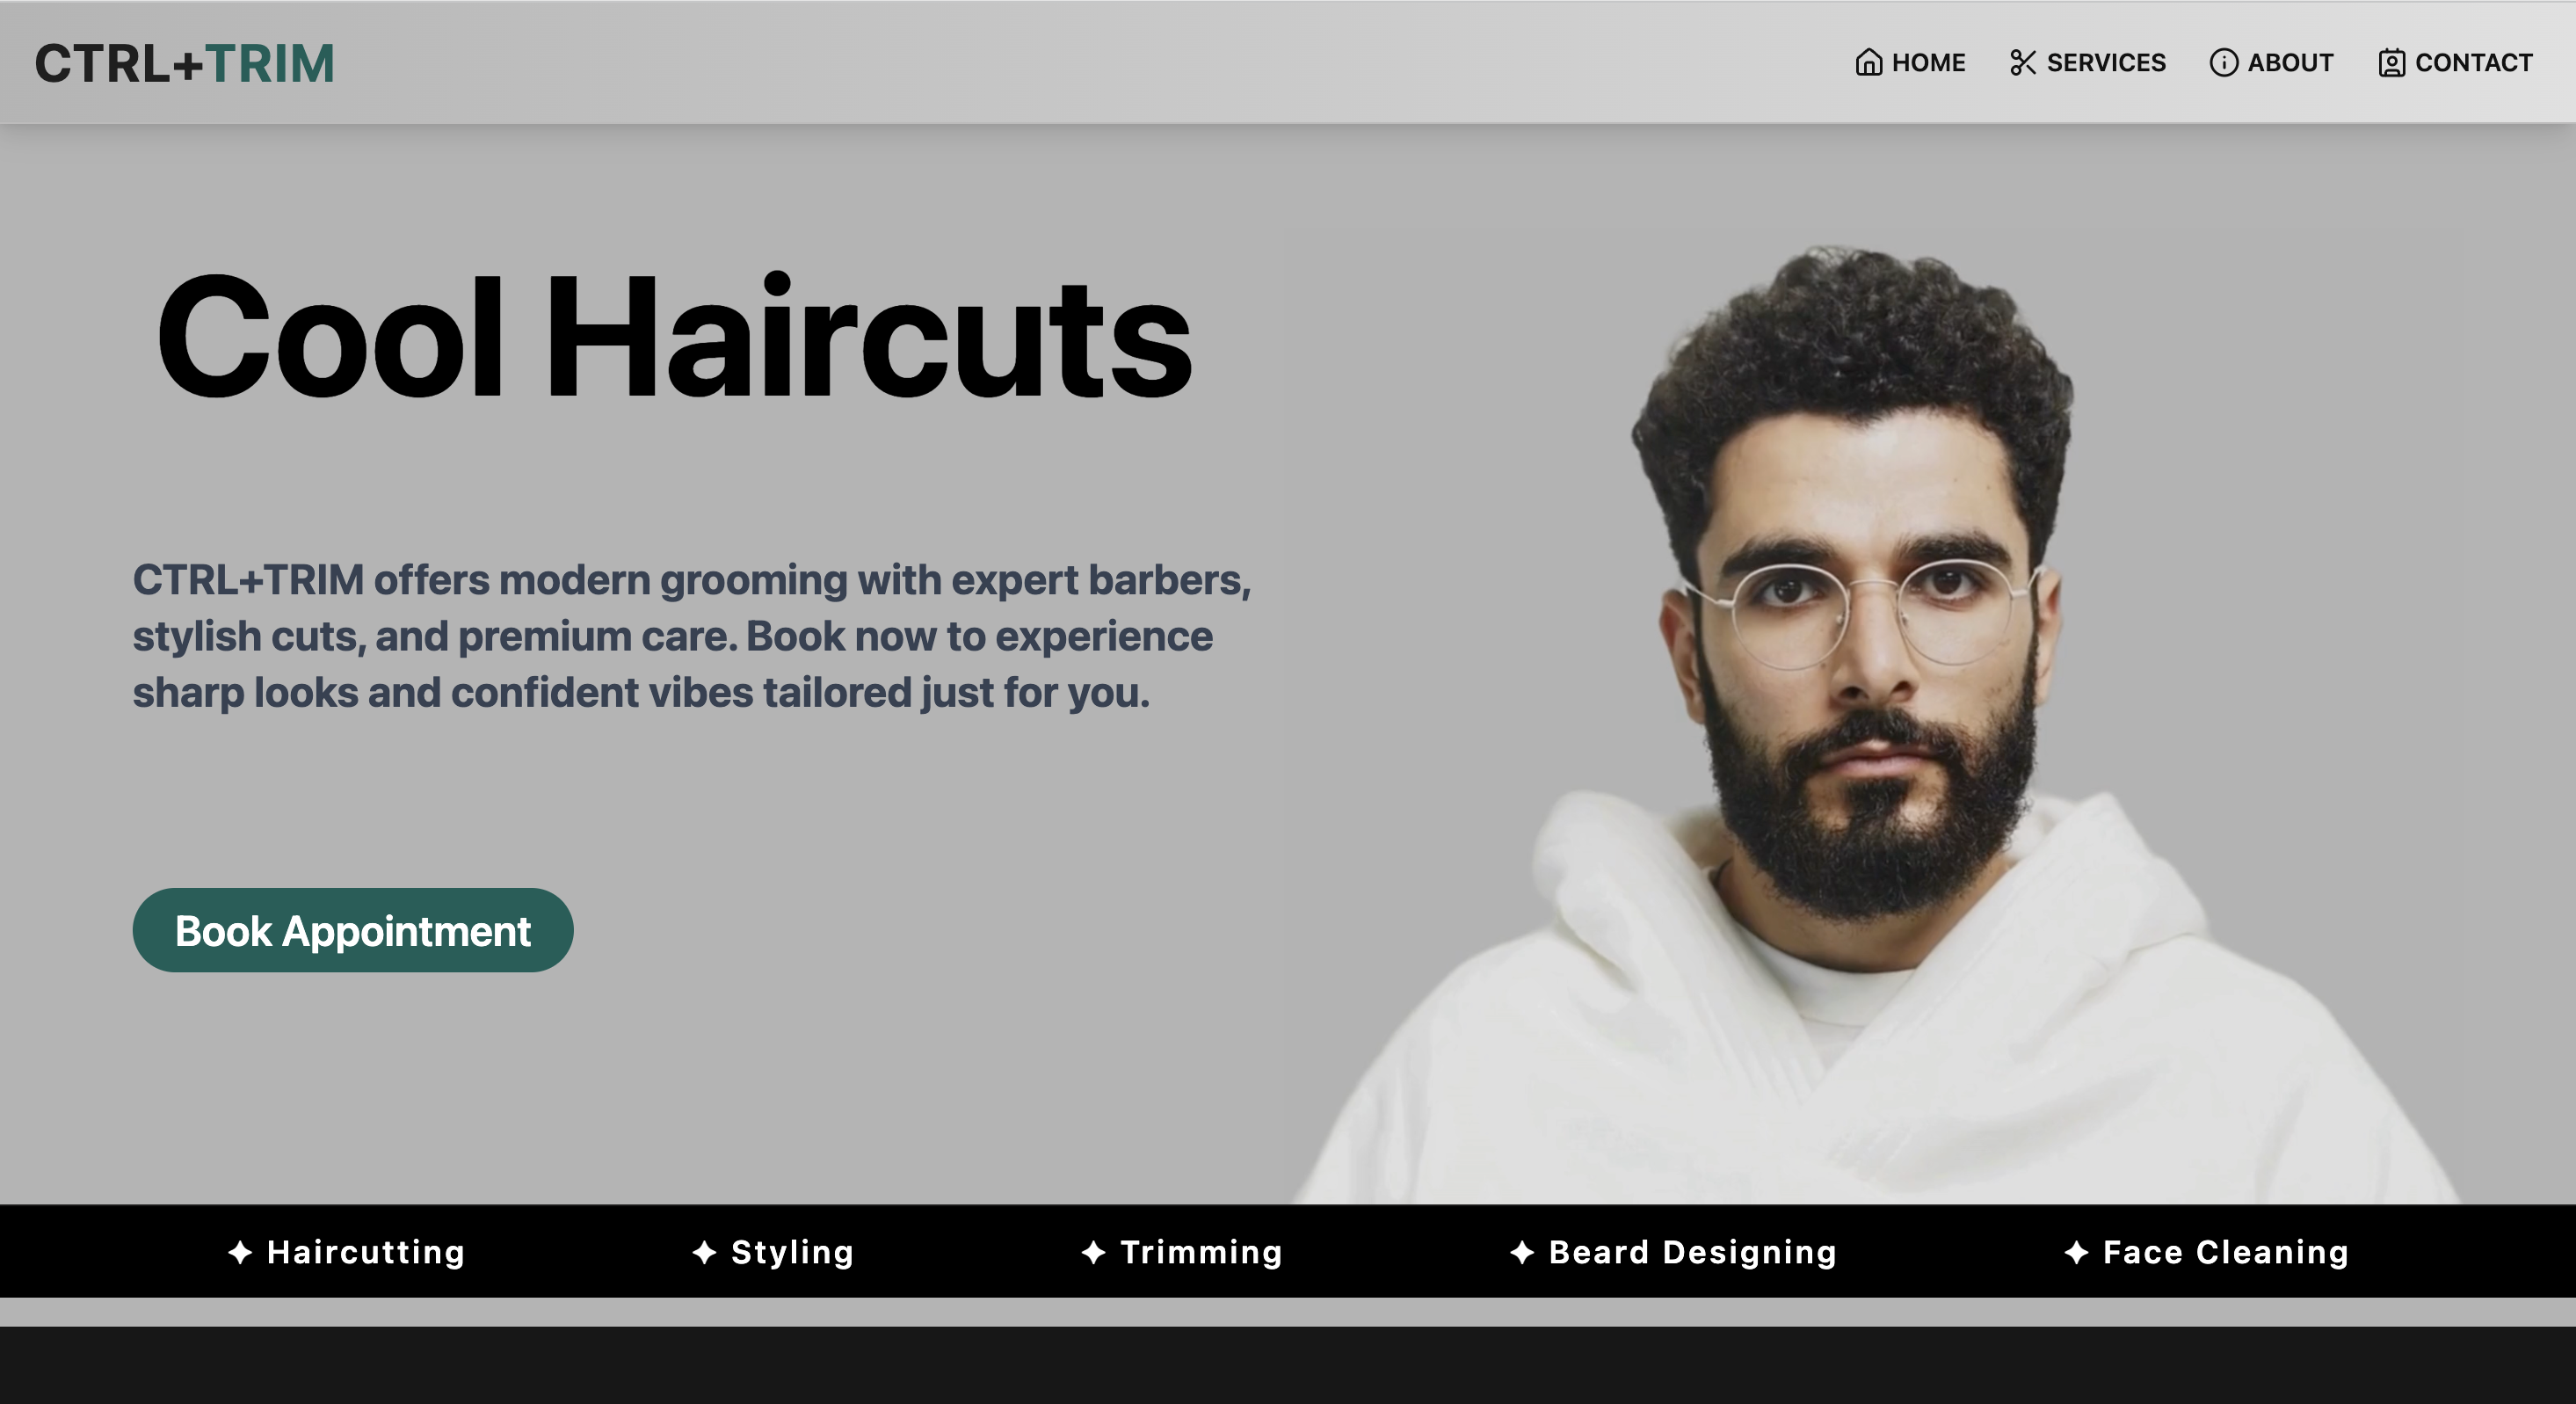 CTRL+TRIM
HOME
SERVICES
ABOUT
CONTACT
Cool Haircuts
CTRL+TRIM offers modern grooming with expert barbers,
stylish cuts, and premium care. Book now to experience
sharp looks and confident vibes tailored just for you.
Book Appointment
Haircutting
Styling
Trimming
Beard Designing
Face Cleaning